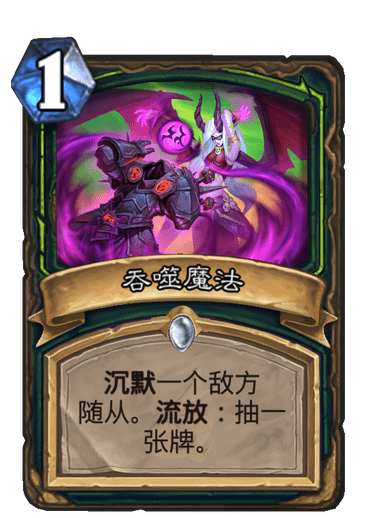 1
吞噬魔法
沉默一个敌方
随从。流放：抽一
张牌。